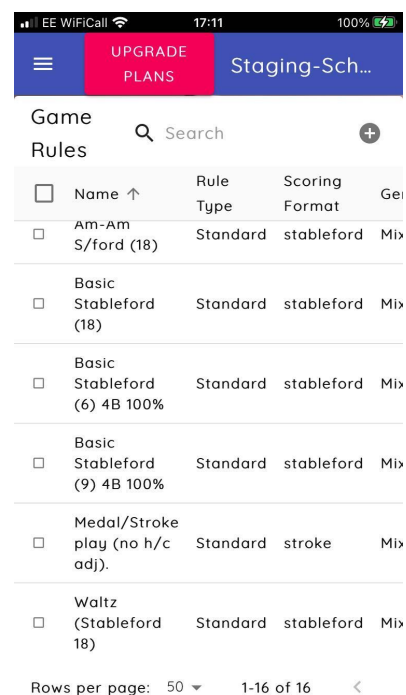 EE WiFiCall 17:11 100%
UPGRADE
PLANS
Staging-Sch...
Game
Rules
Search
Name ↑ Rule
Type Scoring
Format Ge
Am-Am
S/ford (18) Standard stableford Mix
Basic
Stableford
(18) Standard stableford Mix
Basic
Stableford
(6) 4B 100% Standard stableford Mix
Basic
Stableford
(9) 4B 100% Standard stableford Mix
Medal/Stroke
play (no h/c
adj). Standard stroke Mix
Waltz
(Stableford
18) Standard stableford Mix
Rows per page: 50 1-16 of 16